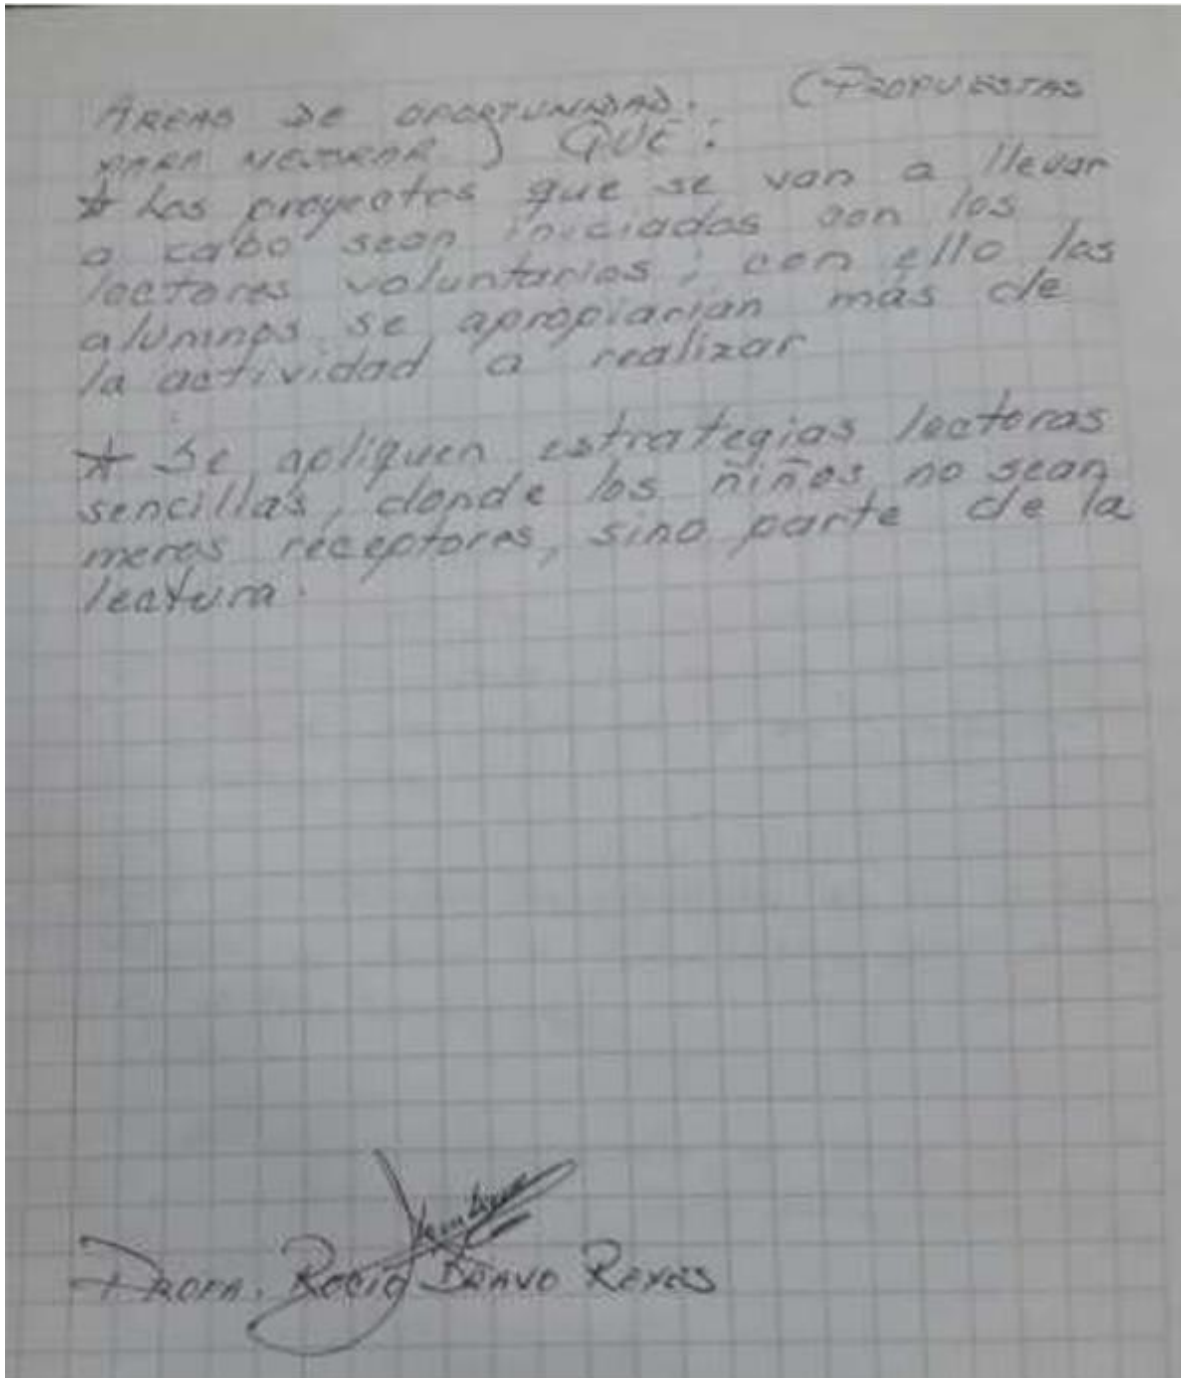 AREAS DE OPORTUNIDAD. (PROPUESTAS
PARA MEJORAR) QUE:
* Los proyectos que se van a llevar
a cabo sean iniciados con los
lectores voluntarios; con ello los
alumnos se apropiarían más de
la actividad a realizar
* Se apliquen estrategias lectoras
sencillas, donde los niños no sean
meros receptores, sino parte de la
lectura.
PROFA. Rocio BRAVO REYES